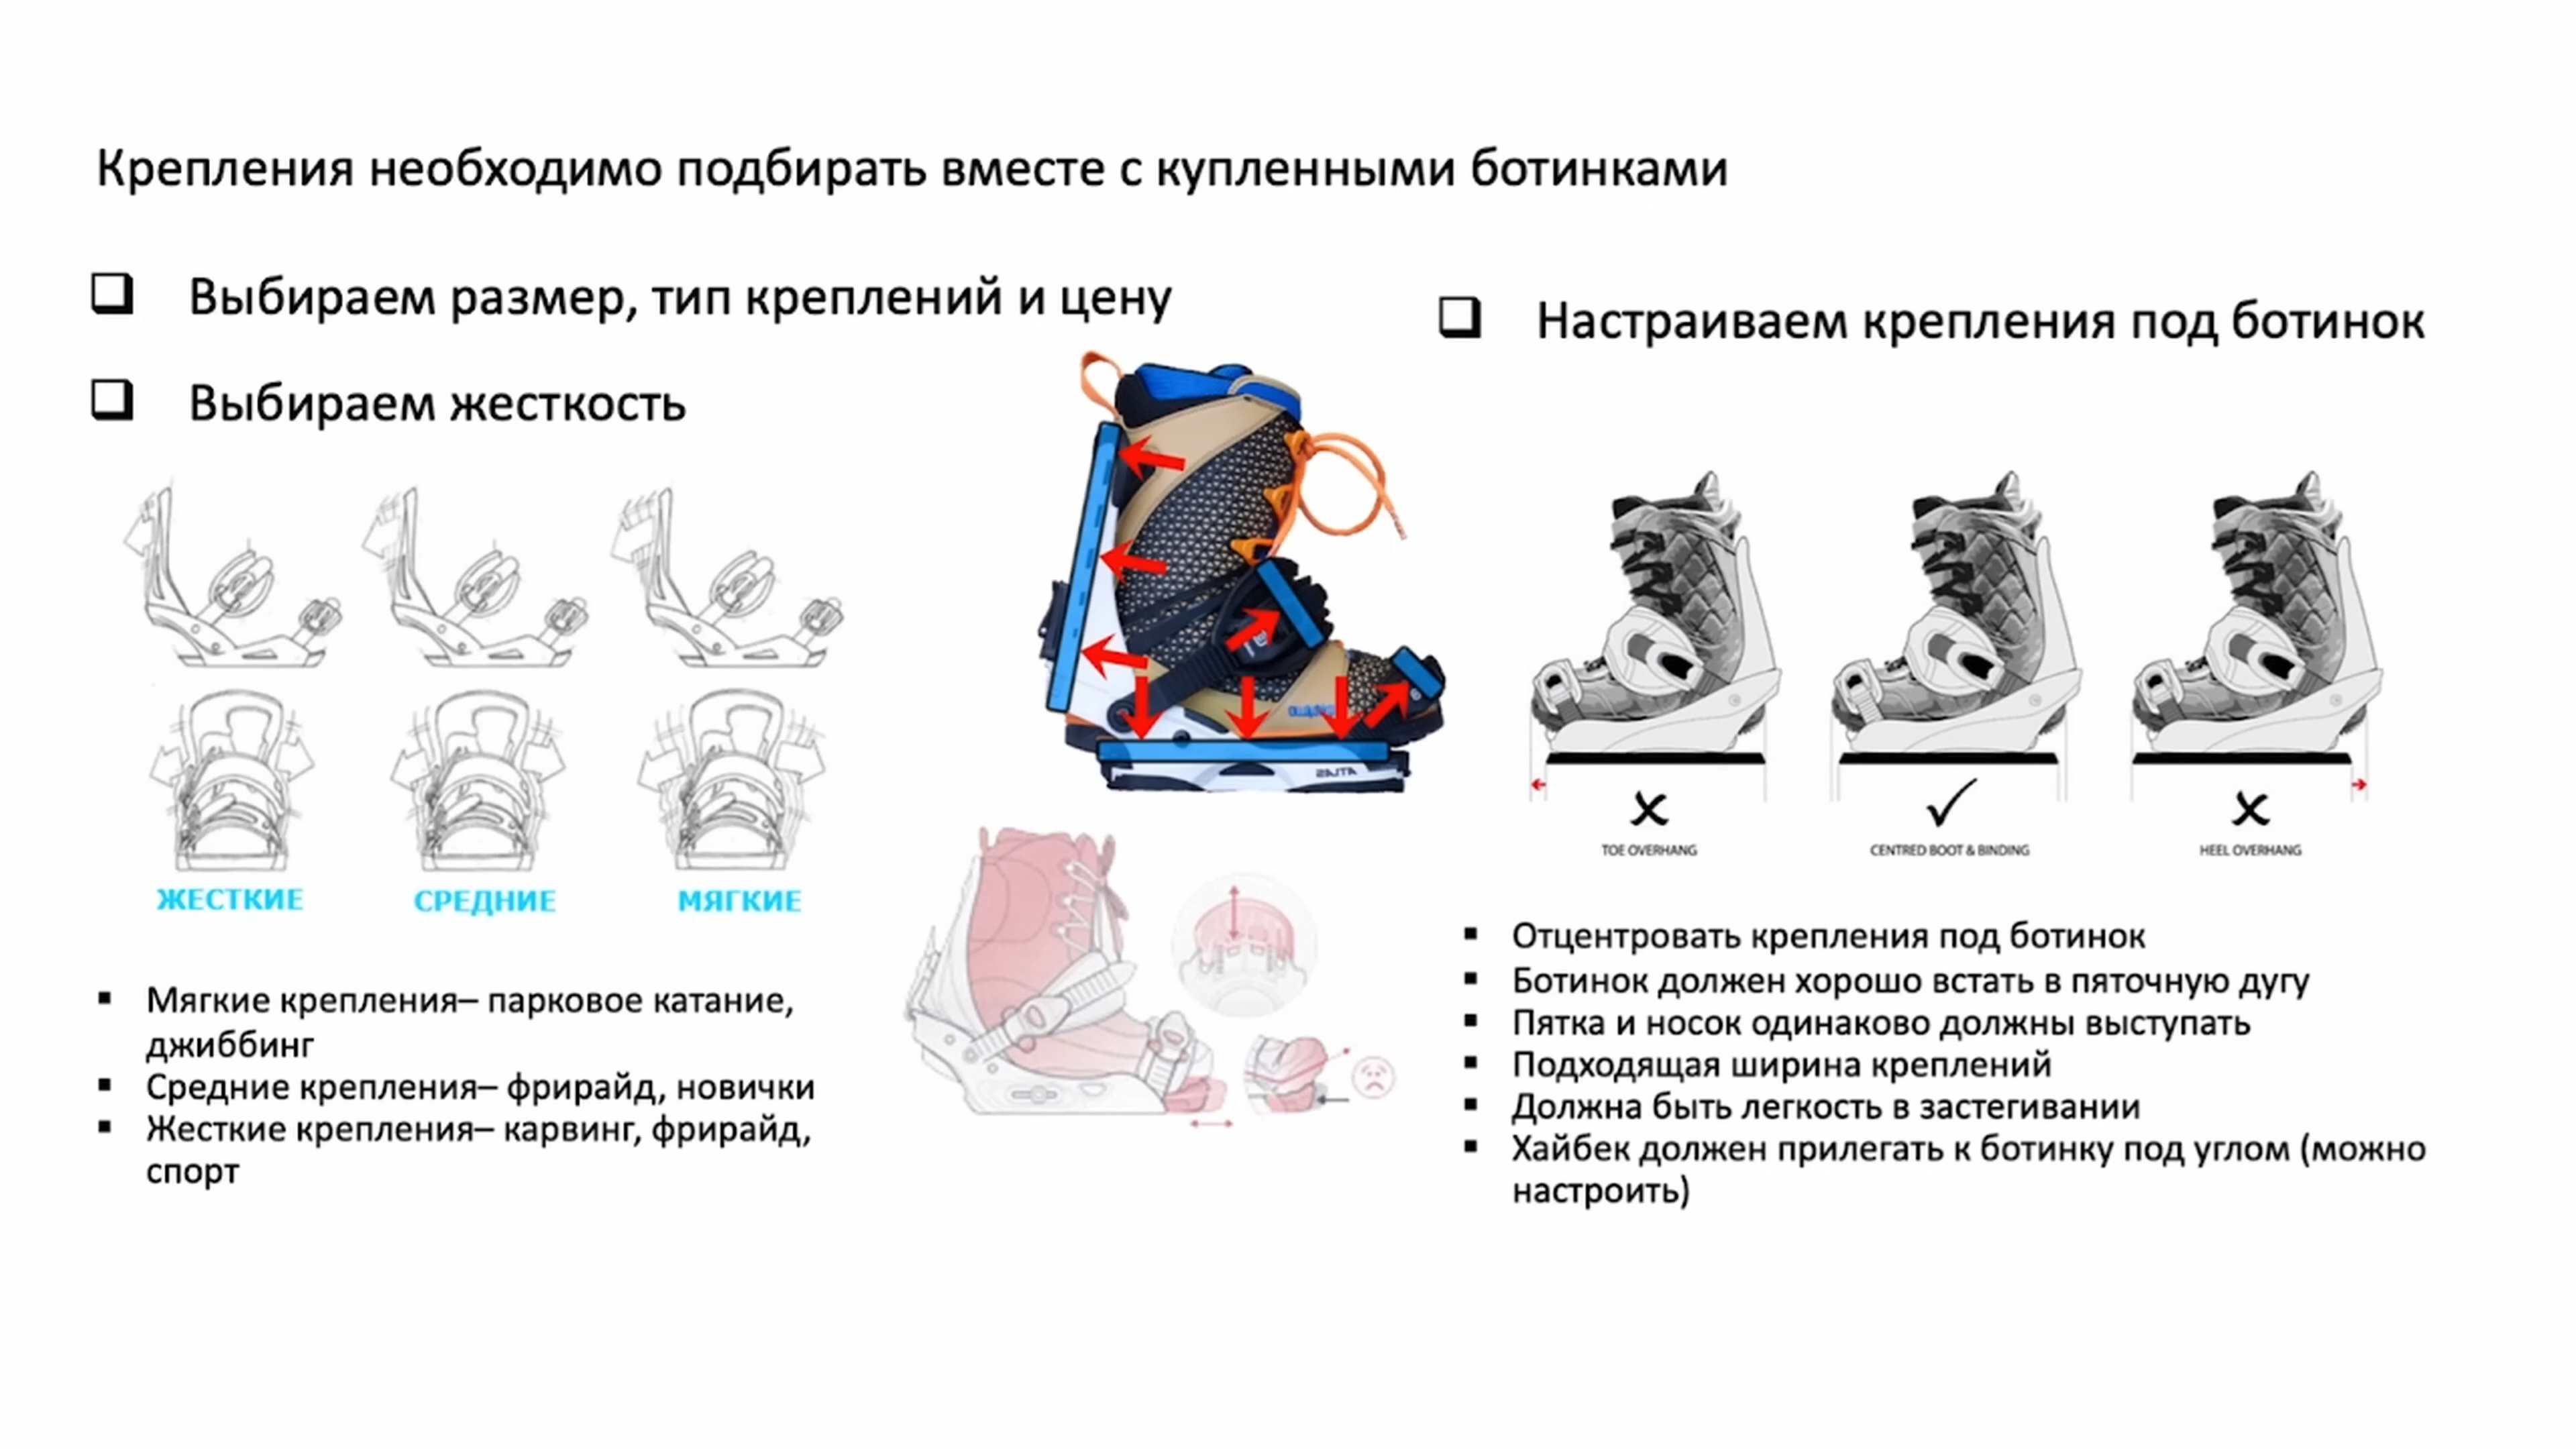 Крепления необходимо подбирать вместе с купленными ботинками
Выбираем размер, тип креплений и цену
Выбираем жесткость
ЖЕСТКИЕ
СРЕДНИЕ
МЯГКИЕ
Мягкие крепления– парковое катание,
джиббинг
Средние крепления– фрирайд, новички
Жесткие крепления– карвинг, фрирайд,
спорт
ATLAS
Настраиваем крепления под ботинок
TOE OVERHANG
CENTRED BOOT & BINDING
HEEL OVERHANG
Отцентровать крепления под ботинок
Ботинок должен хорошо встать в пяточную дугу
Пятка и носок одинаково должны выступать
Подходящая ширина креплений
Должна быть легкость в застегивании
Хайбек должен прилегать к ботинку под углом (можно
настроить)